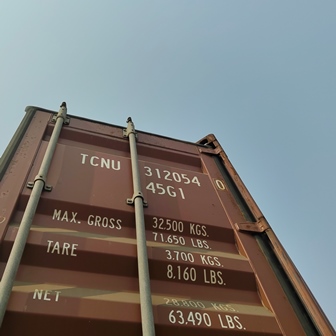 TCNU 312054 0
45G1
MAX. GROSS 32.500 KGS.
71.650 LBS.
TARE 3.700 KGS.
8.160 LBS.
NET 28.800 KGS.
63.490 LBS.